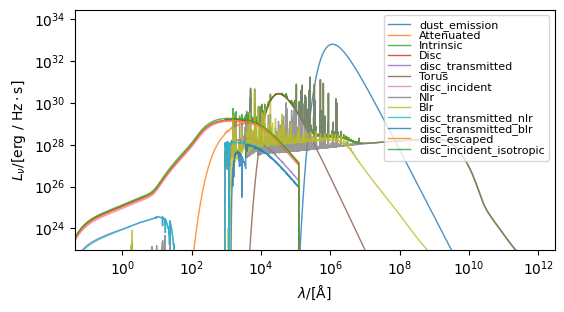 10^34
10^32
10^30
10^28
10^26
10^24
L_ν/[erg / Hz · s]
dust_emission
Attenuated
Intrinsic
Disc
disc_transmitted
Torus
disc_incident
Nlr
Blr
disc_transmitted_nlr
disc_transmitted_blr
disc_escaped
disc_incident_isotropic
10^0 10^2 10^4 10^6 10^8 10^10 10^12
λ/[Å]